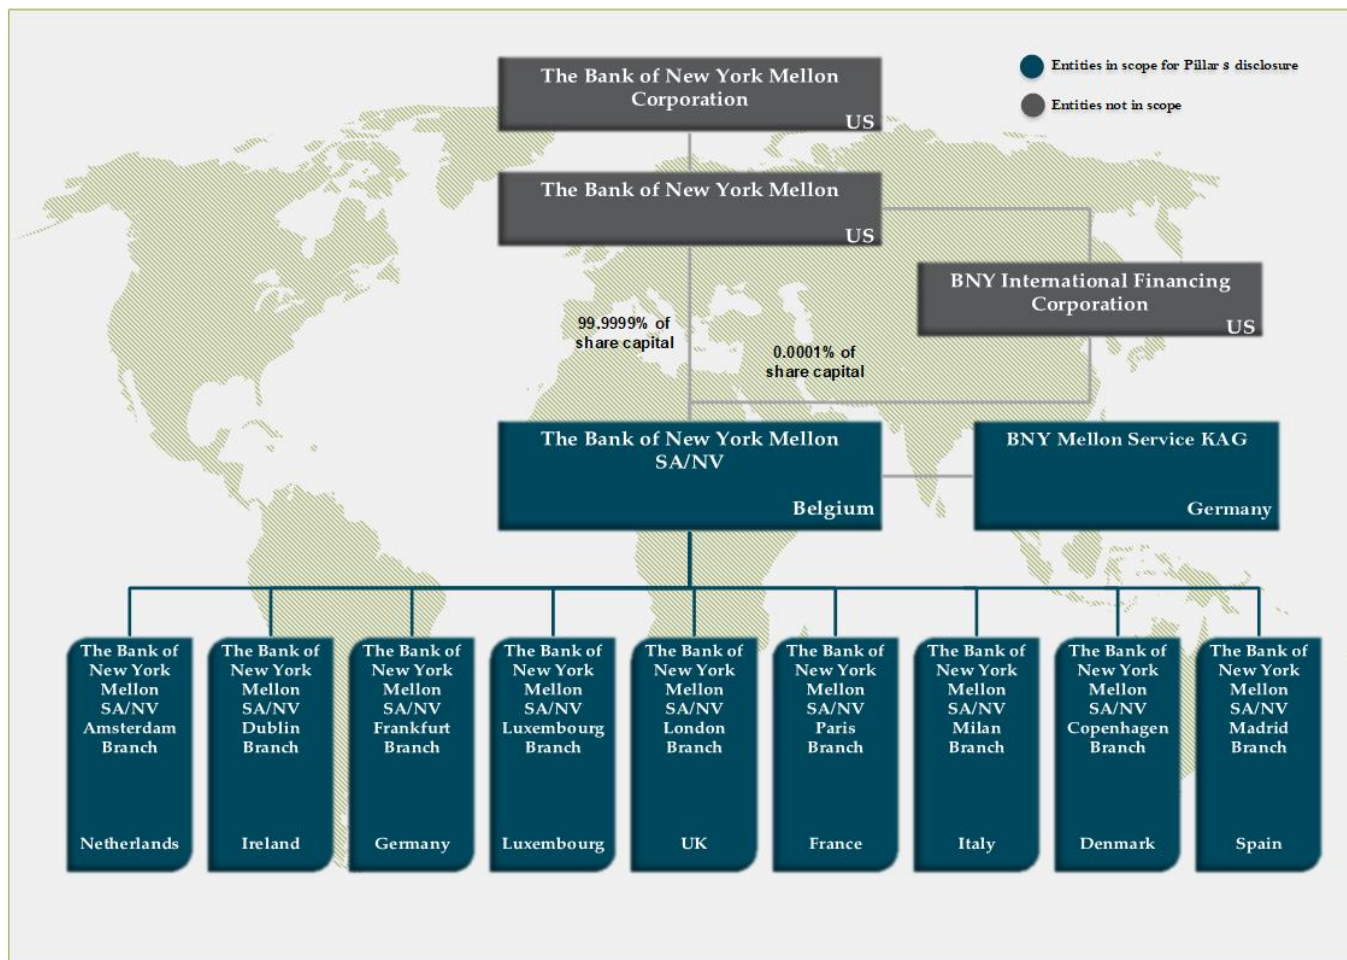 The Bank of New York Mellon
Corporation
US
Entities in scope for Pillar 3 disclosure
Entities not in scope
The Bank of New York Mellon
US
BNY International Financing
Corporation
US
99.9999% of
share capital
0.0001% of
share capital
The Bank of New York Mellon
SA/NV
Belgium
BNY Mellon Service KAG
Germany
The Bank of
New York
Mellon
SA/NV
Amsterdam
Branch
Netherlands
The Bank of
New York
Mellon
SA/NV
Dublin
Branch
Ireland
The Bank of
New York
Mellon
SA/NV
Frankfurt
Branch
Germany
The Bank of
New York
Mellon
SA/NV
Luxembourg
Branch
Luxembourg
The Bank of
New York
Mellon
SA/NV
London
Branch
UK
The Bank of
New York
Mellon
SA/NV
Paris
Branch
France
The Bank of
New York
Mellon
SA/NV
Milan
Branch
Italy
The Bank of
New York
Mellon
SA/NV
Copenhagen
Branch
Denmark
The Bank of
New York
Mellon
SA/NV
Madrid
Branch
Spain